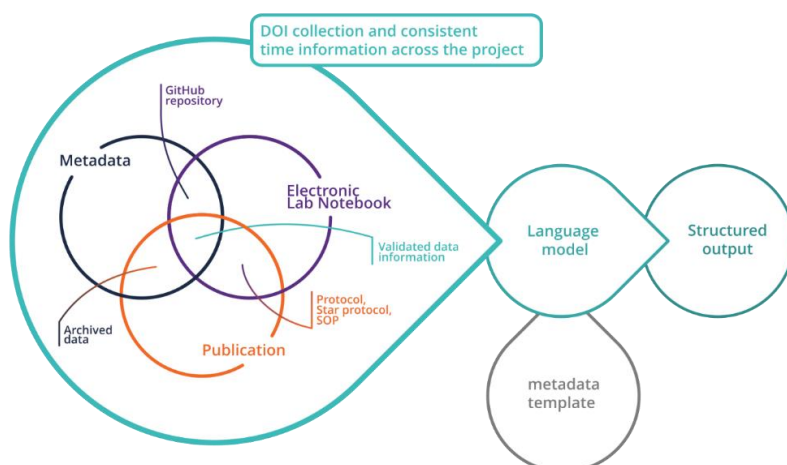 DOI collection and consistent
time information across the project
GitHub
repository
Metadata
Electronic
Lab Notebook
Validated data
information
Protocol,
Star protocol,
SOP
Archived
data
Publication
Language
model
Structured
output
metadata
template